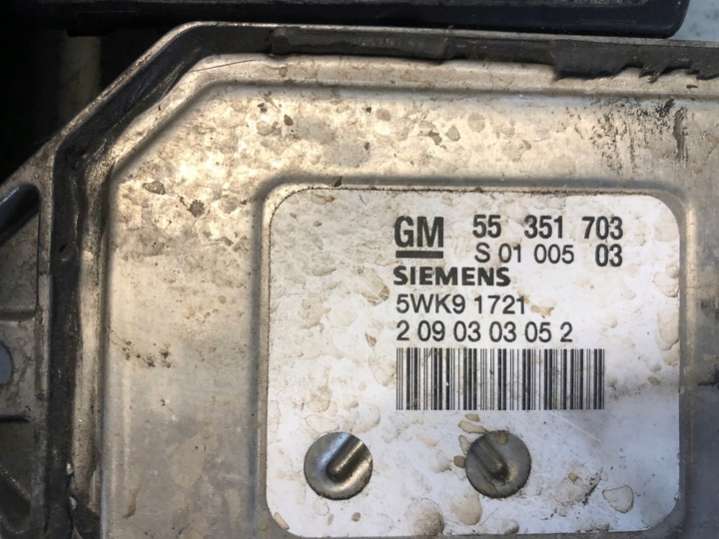 GM 55 351 703
S 01 005 03
SIEMENS
5WK9 1721
2 09 03 03 05 2